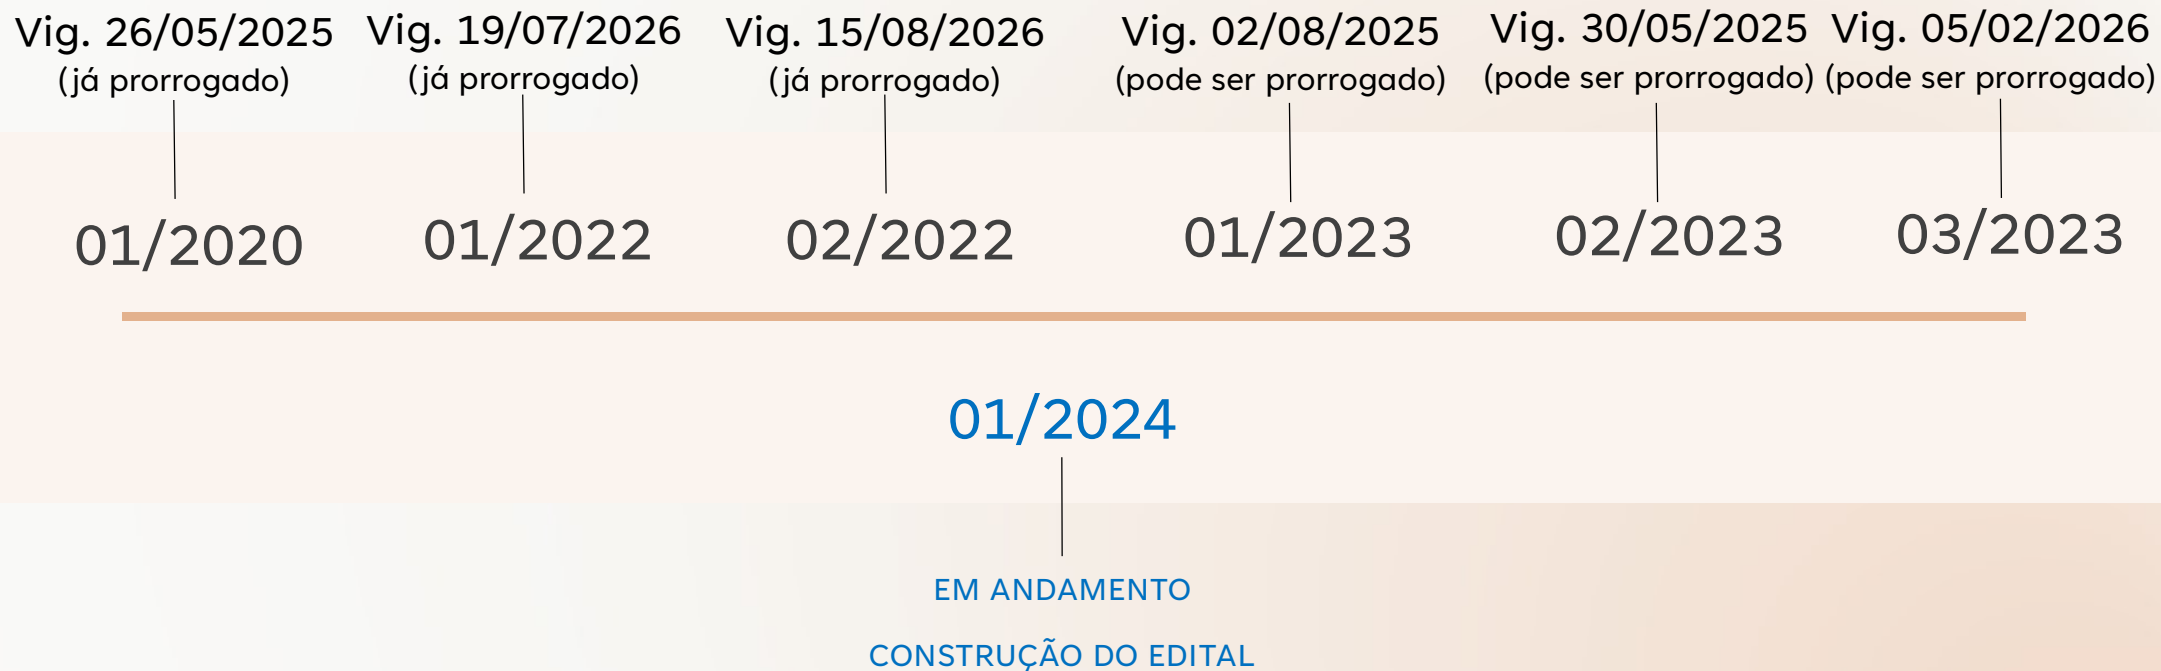 Vig. 26/05/2025
(já prorrogado)
01/2020
Vig. 19/07/2026
(já prorrogado)
01/2022
Vig. 15/08/2026
(já prorrogado)
02/2022
Vig. 02/08/2025
(pode ser prorrogado)
01/2023
Vig. 30/05/2025
(pode ser prorrogado)
02/2023
Vig. 05/02/2026
(pode ser prorrogado)
03/2023
01/2024
EM ANDAMENTO
CONSTRUÇÃO DO EDITAL